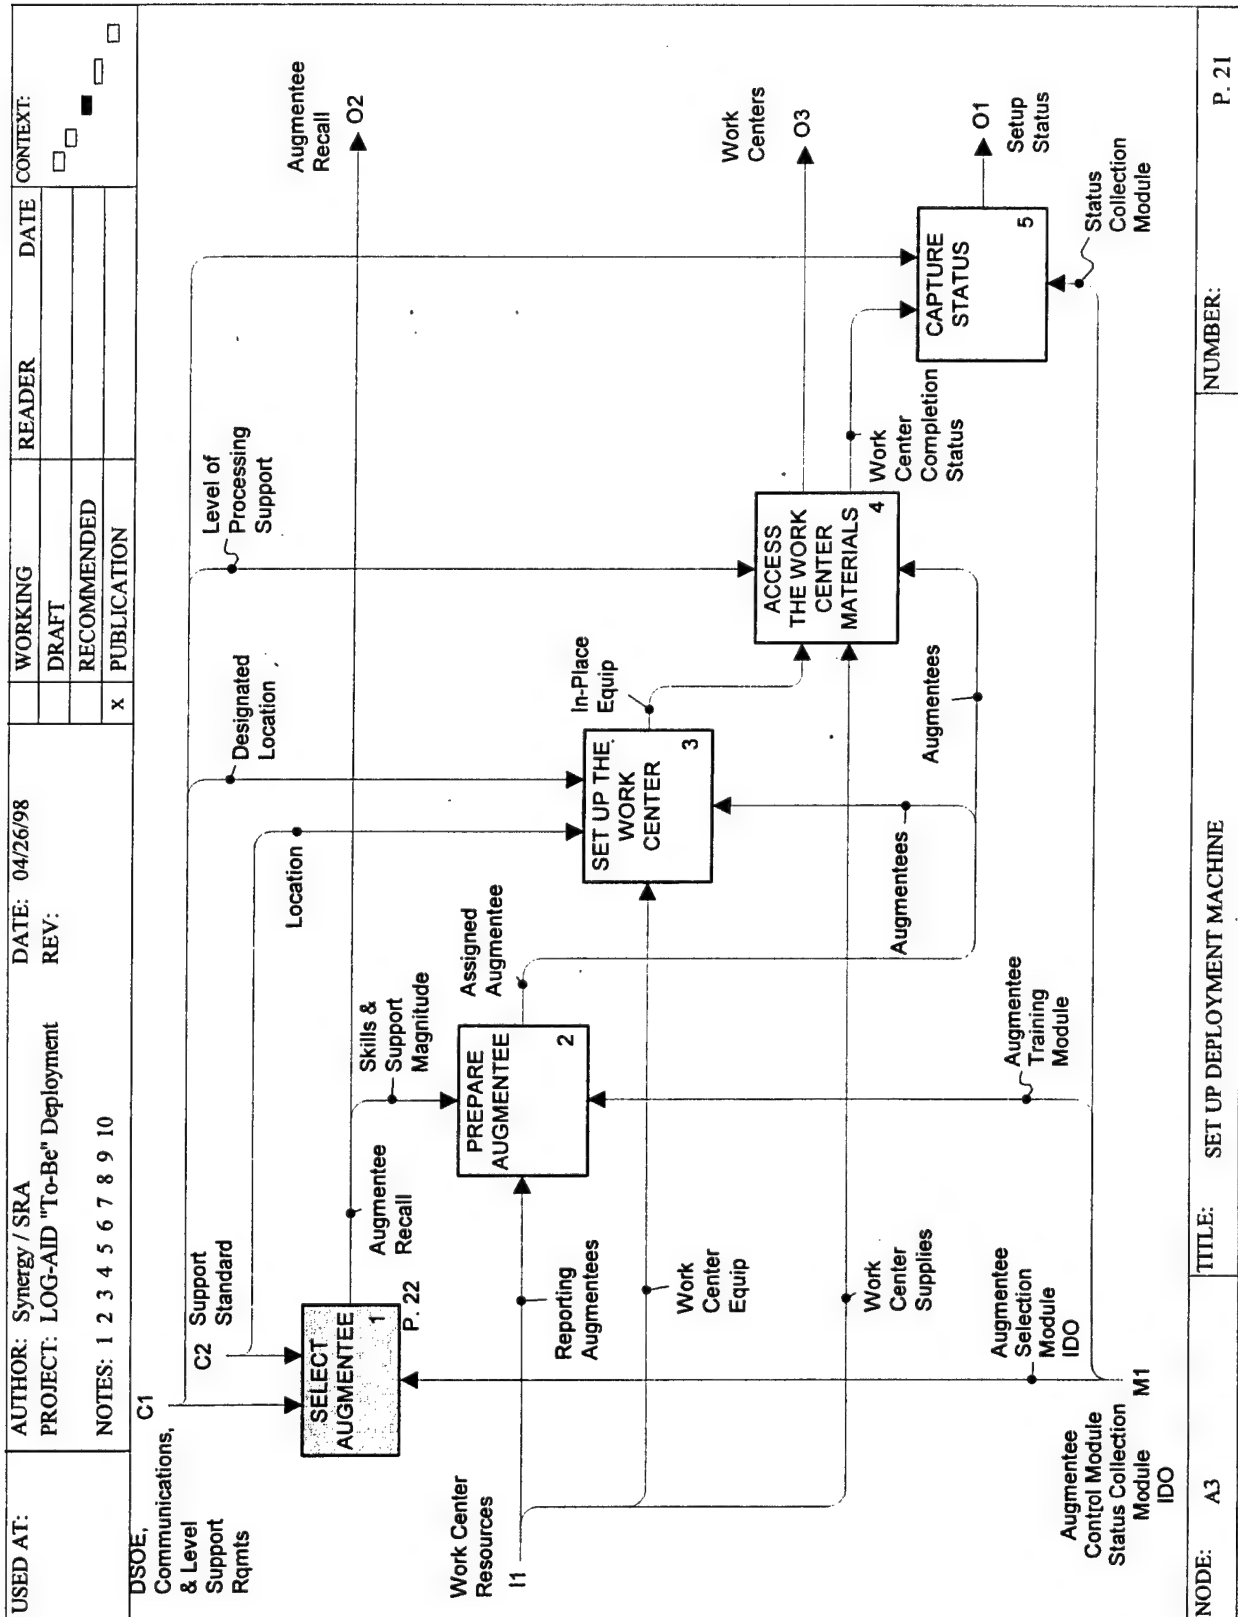 USED AT:
AUTHOR: Synergy / SRA
DATE: 04/26/98
PROJECT: LOG-AID "To-Be" Deployment
REV:
NOTES: 1 2 3 4 5 6 7 8 9 10
WORKING
DRAFT
RECOMMENDED
x PUBLICATION
READER
DATE
CONTEXT:
DSOE,
Communications,
& Level
Support
Rqmts
C1
C2
Support
Standard
SELECT
AUGMENTEE
1
P. 22
Augmentee
Recall
Augmentee
Recall
O2
Skills &
Support
Magnitude
Location
Designated
Location
Level of
Processing
Support
Work Center
Resources
I1
Reporting
Augmentees
PREPARE
AUGMENTEE
2
Assigned
Augmentee
Work
Center
Equip
SET UP THE
WORK
CENTER
3
In-Place
Equip
Work
Center
Supplies
ACCESS
THE WORK
CENTER
MATERIALS
4
Work
Centers
O3
Work
Center
Completion
Status
CAPTURE
STATUS
5
O1
Setup
Status
Augmentees
Augmentees
Augmentees
Augmentee
Selection
Module
IDO
Augmentee
Training
Module
Status
Collection
Module
M1
Augmentee
Control Module
Status Collection
Module
IDO
NODE: A3
TITLE: SET UP DEPLOYMENT MACHINE
NUMBER:
P. 21